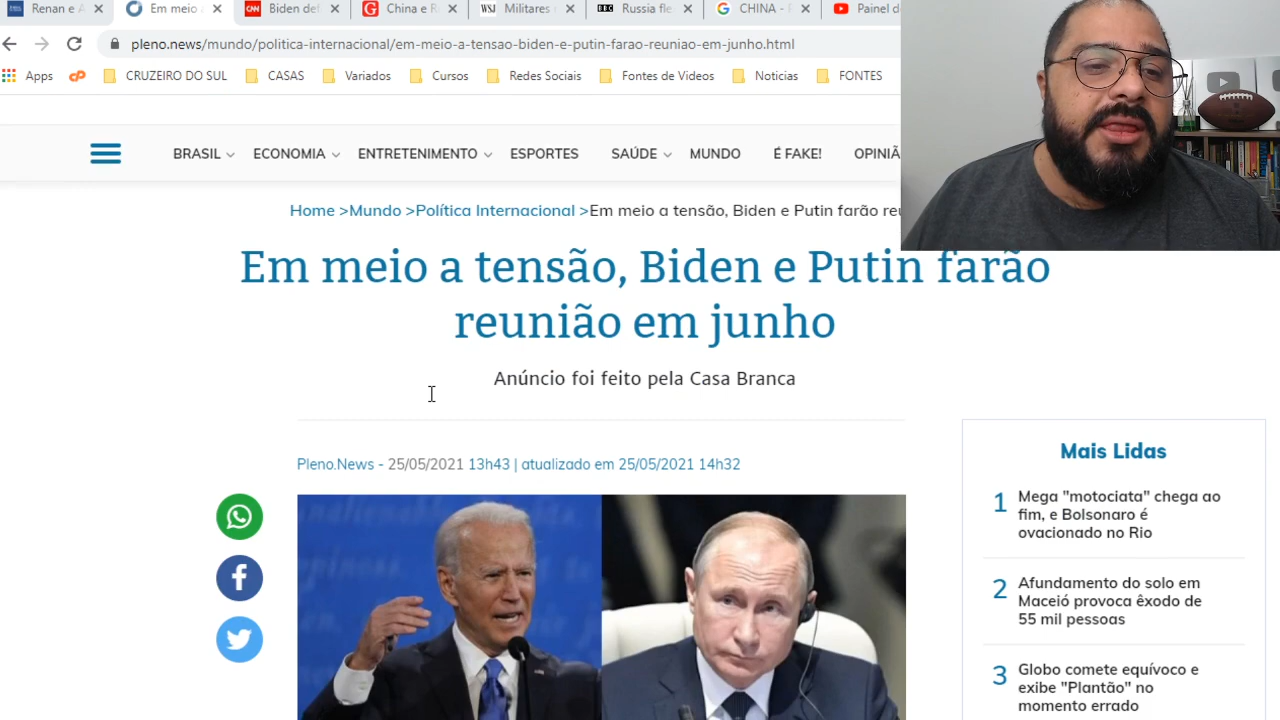 Renan e A
Em meio
Biden def
China e R
Militares
Russia fle
CHINA -
Painel d
pleno.news/mundo/politica-internacional/em-meio-a-tensao-biden-e-putin-farao-reuniao-em-junho.html
Apps
CRUZEIRO DO SUL
CASAS
Variados
Cursos
Redes Sociais
Fontes de Videos
Noticias
FONTES
BRASIL
ECONOMIA
ENTRETENIMENTO
ESPORTES
SAÚDE
MUNDO
É FAKE!
OPINIÃ
Home >Mundo >Política Internacional >Em meio a tensão, Biden e Putin farão reu
Em meio a tensão, Biden e Putin farão
reunião em junho
Anúncio foi feito pela Casa Branca
Pleno.News - 25/05/2021 13h43 | atualizado em 25/05/2021 14h32
Mais Lidas
1 Mega "motociata" chega ao
fim, e Bolsonaro é
ovacionado no Rio
2 Afundamento do solo em
Maceió provoca êxodo de
55 mil pessoas
3 Globo comete equívoco e
exibe "Plantão" no
momento errado